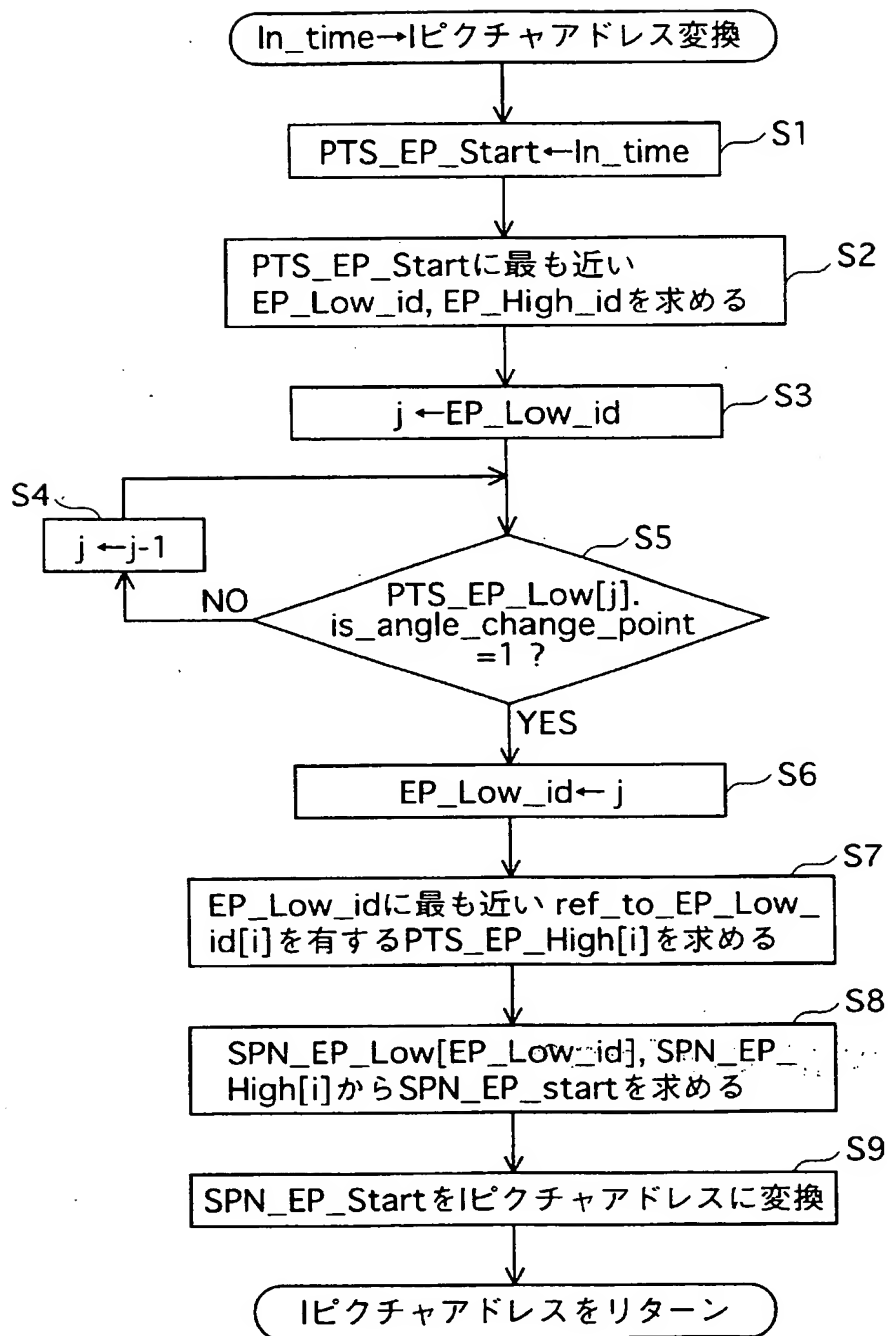 In_time→Iピクチャアドレス変換
S1
PTS_EP_Start←In_time
S2
PTS_EP_Startに最も近い
EP_Low_id, EP_High_idを求める
S3
j ←EP_Low_id
S4
j ←j-1
S5
NO
PTS_EP_Low[j].
is_angle_change_point
=1 ?
YES
S6
EP_Low_id← j
S7
EP_Low_idに最も近い ref_to_EP_Low_
id[i]を有するPTS_EP_High[i]を求める
S8
SPN_EP_Low[EP_Low_id], SPN_EP_
High[i]からSPN_EP_startを求める
S9
SPN_EP_StartをIピクチャアドレスに変換
Iピクチャアドレスをリターン